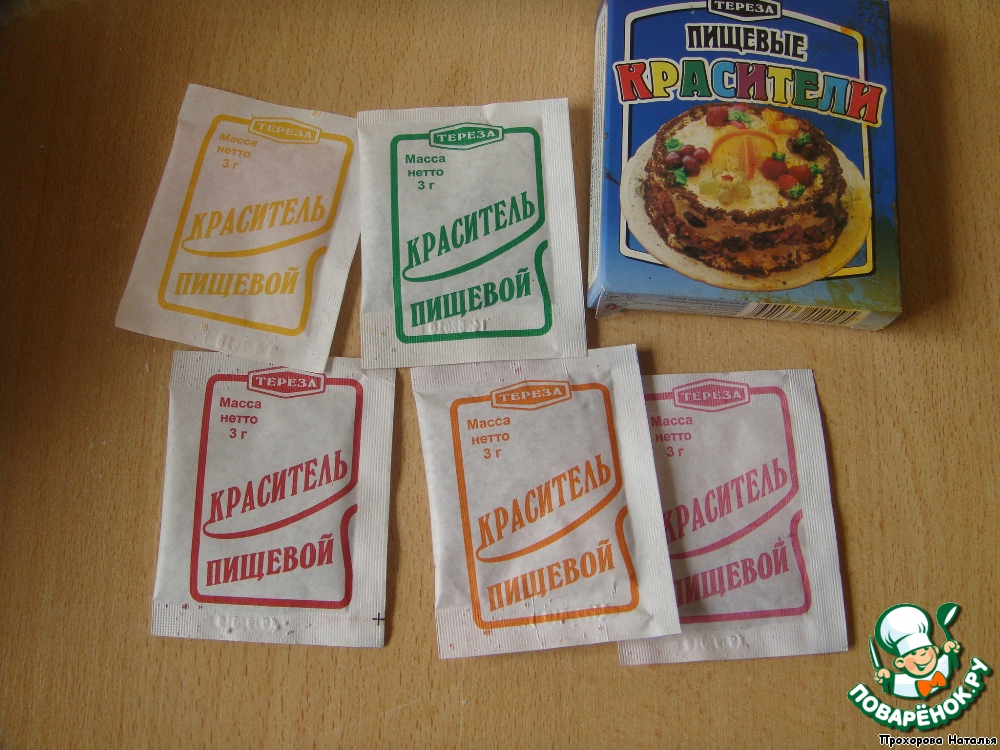 ТЕРЕЗА
ПИЩЕВЫЕ
КРАСИТЕЛИ
ТЕРЕЗА
Масса
нетто
3 г
КРАСИТЕЛЬ
ПИЩЕВОЙ
ТЕРЕЗА
Масса
нетто
3 г
КРАСИТЕЛЬ
ПИЩЕВОЙ
ТЕРЕЗА
Масса
нетто
3 г
КРАСИТЕЛЬ
ПИЩЕВОЙ
ТЕРЕЗА
Масса
нетто
3 г
КРАСИТЕЛЬ
ПИЩЕВОЙ
ТЕРЕЗА
Масса
нетто
3 г
КРАСИТЕЛЬ
ПИЩЕВОЙ
ПОВАРЁНОК.РУ
Прохорова Наталья